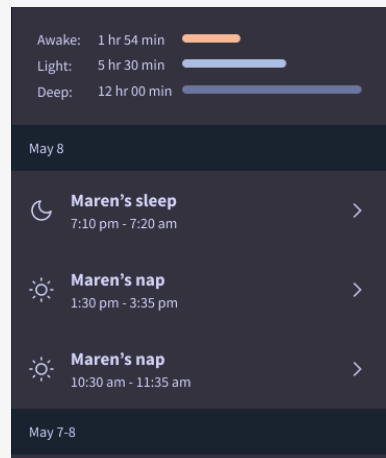 Awake: 1 hr 54 min
Light: 5 hr 30 min
Deep: 12 hr 00 min
May 8
Maren’s sleep
7:10 pm - 7:20 am
Maren’s nap
1:30 pm - 3:35 pm
Maren’s nap
10:30 am - 11:35 am
May 7-8